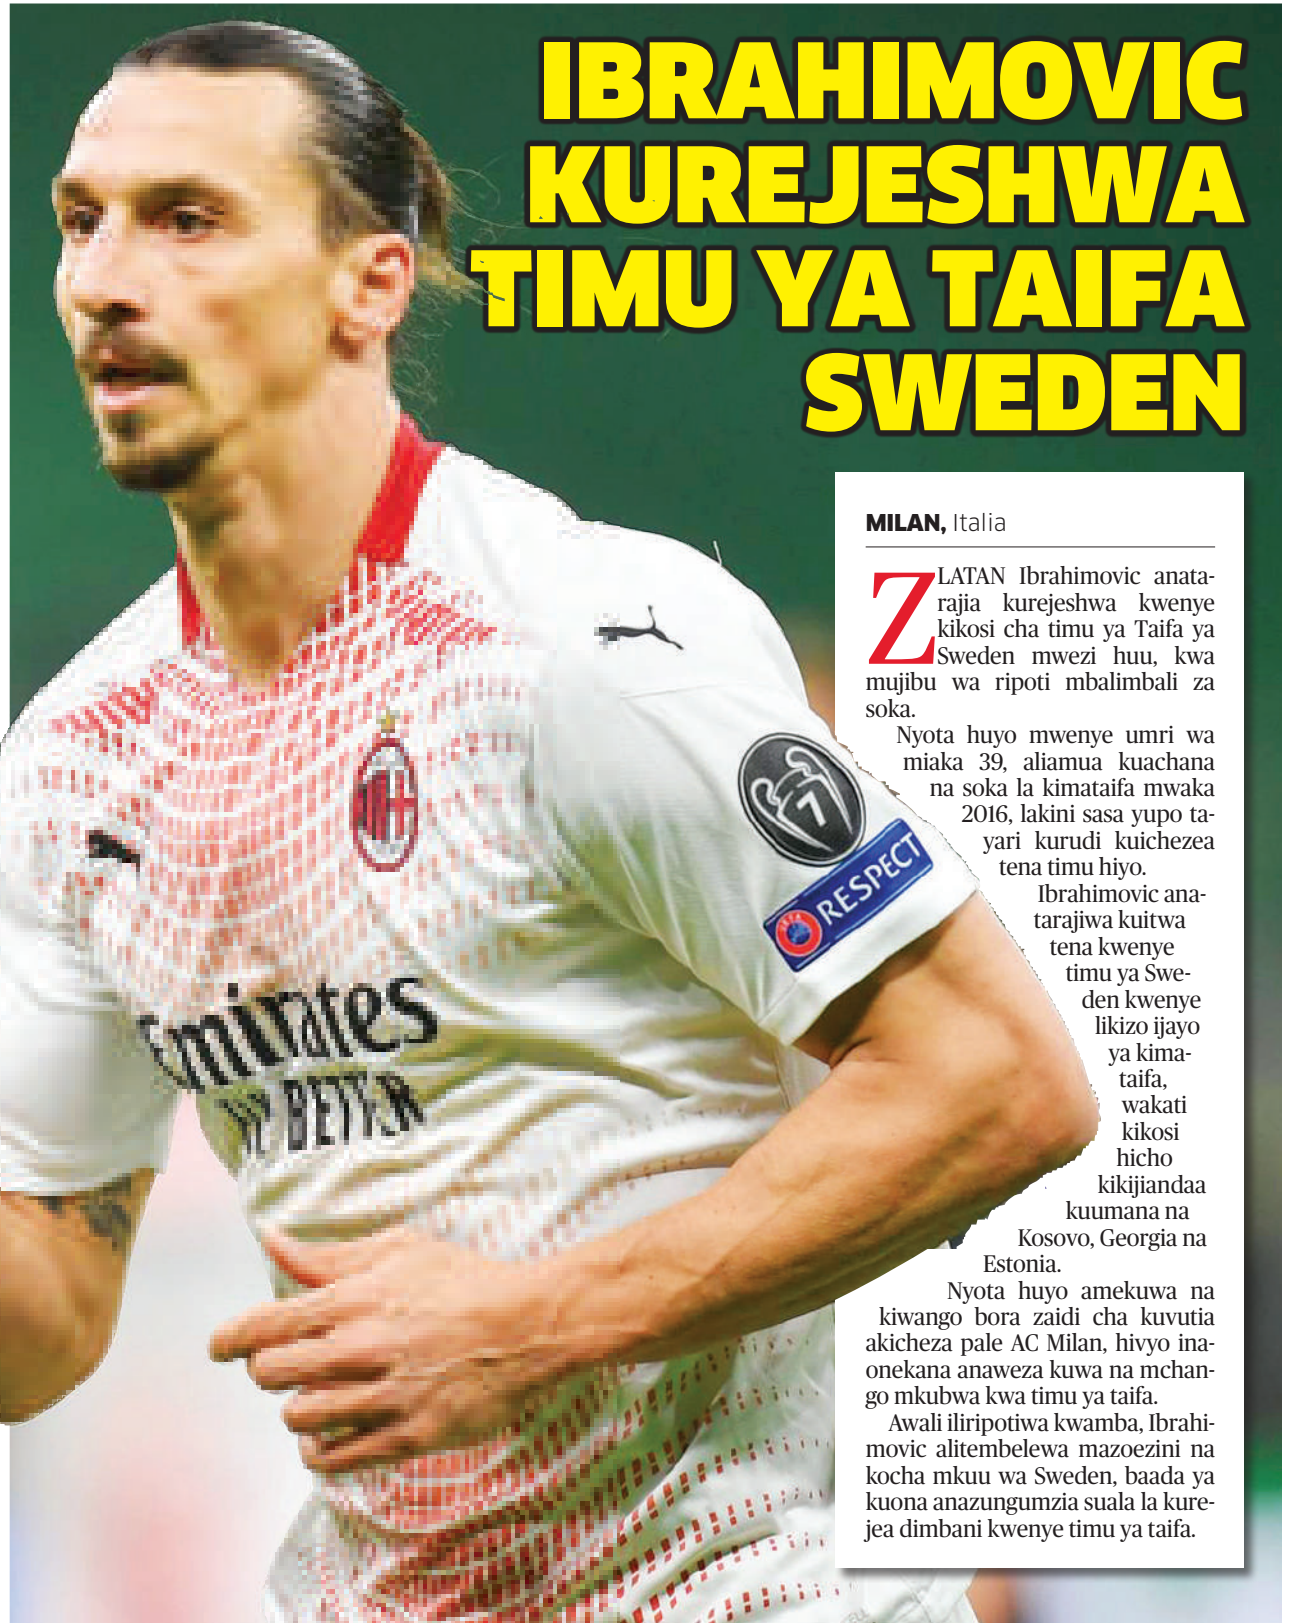 IBRAHIMOVIC
KUREJESHWA
TIMU YA TAIFA
SWEDEN
MILAN, Italia
ZLATAN Ibrahimovic anata-
rajia kurejeshwa kwenye
kikosi cha timu ya Taifa ya
Sweden mwezi huu, kwa
mujibu wa ripoti mbalimbali za
soka.
Nyota huyo mwenye umri wa
miaka 39, aliamua kuachana
na soka la kimataifa mwaka
2016, lakini sasa yupo ta-
yari kurudi kuichezea
tena timu hiyo.
Ibrahimovic ana-
tarajiwa kuitwa
tena kwenye
timu ya Swe-
den kwenye
likizo ijayo
ya kima-
taifa,
wakati
kikosi
hicho
kikijiandaa
kuumana na
Kosovo, Georgia na
Estonia.
Nyota huyo amekuwa na
kiwango bora zaidi cha kuvutia
akicheza pale AC Milan, hivyo ina-
onekana anaweza kuwa na mchan-
go mkubwa kwa timu ya taifa.
Awali iliripotiwa kwamba, Ibrahi-
movic alitembelewa mazoezini na
kocha mkuu wa Sweden, baada ya
kuona anazungumzia suala la kure-
jea dimbani kwenye timu ya taifa.
7
UEFA
RESPECT
Emirates
BETTER